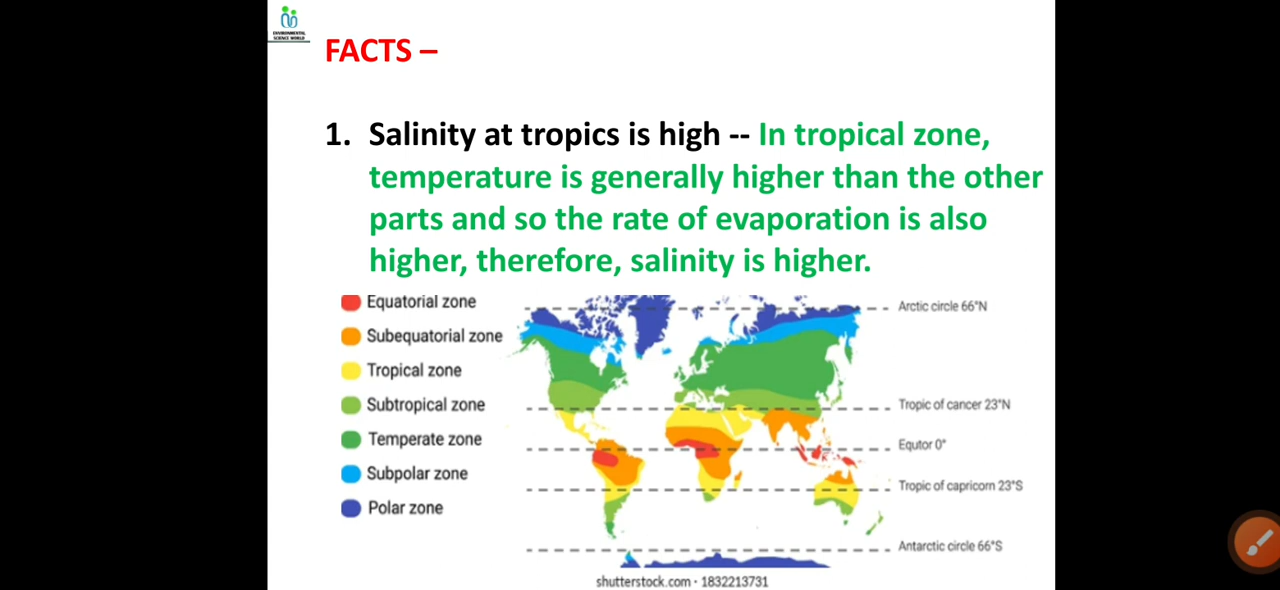 ENVIRONMENTAL
SCIENCE WORLD
FACTS –
1. Salinity at tropics is high -- In tropical zone,
temperature is generally higher than the other
parts and so the rate of evaporation is also
higher, therefore, salinity is higher.
Equatorial zone
Subequatorial zone
Tropical zone
Subtropical zone
Temperate zone
Subpolar zone
Polar zone
Arctic circle 66°N
Tropic of cancer 23°N
Equtor 0°
Tropic of capricorn 23°S
Antarctic circle 66°S
shutterstock.com · 1832213731